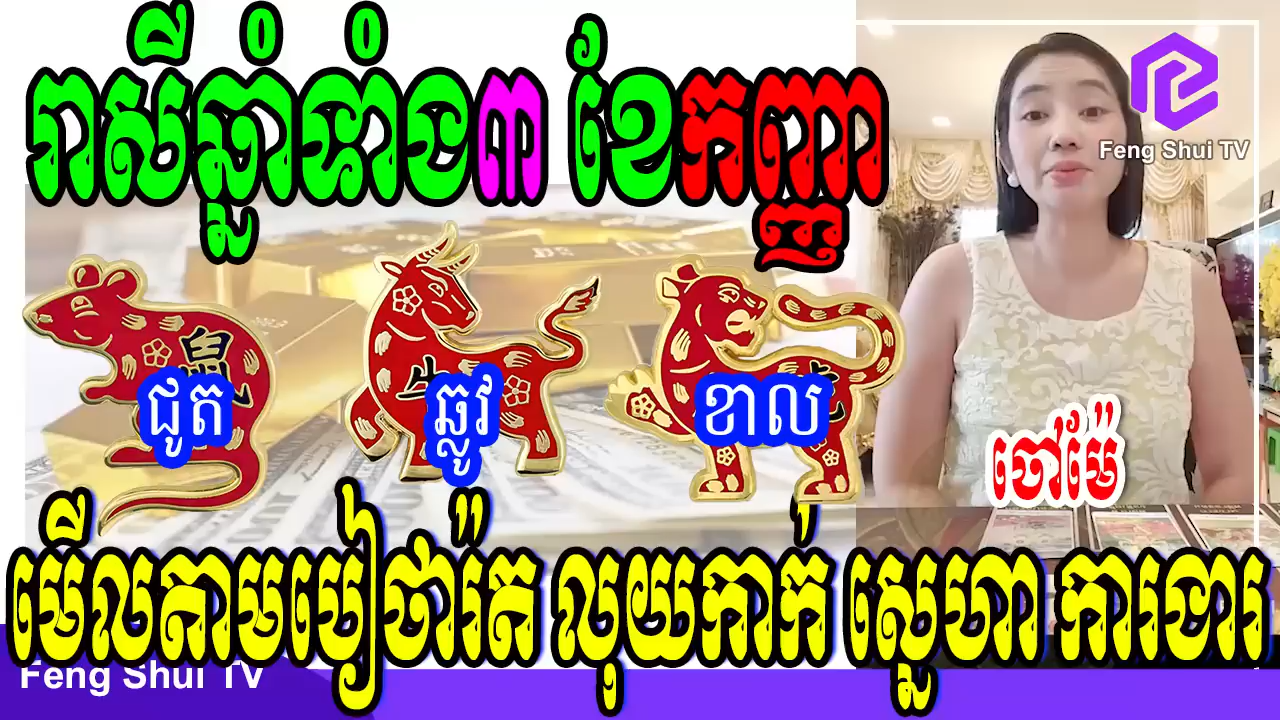 រាសីឆ្នាំទាំង៣ ខែកញ្ញា
Feng Shui TV
鼠
ជូត
ឆ្លូវ
ខាល
ចៅម៉ែ
មើលតាមបៀថារ៉ត លុយកាក់ ស្នេហា ការងារ
Feng Shui TV